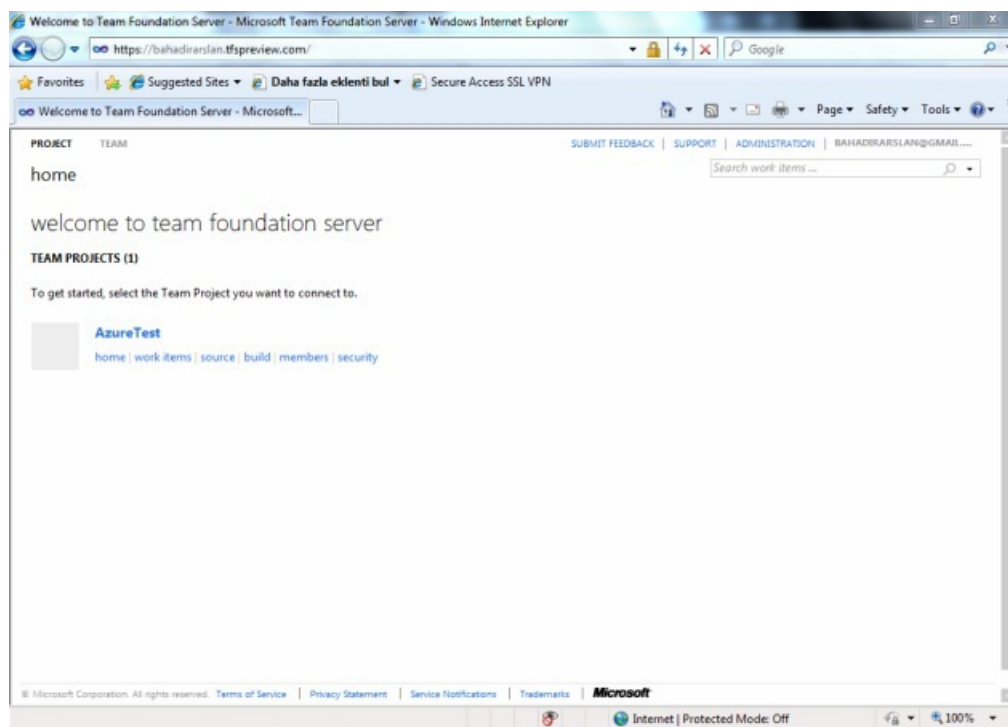 Welcome to Team Foundation Server - Microsoft Team Foundation Server - Windows Internet Explorer
https://bahadirarslan.tfspreview.com/
Google
Favorites Suggested Sites Daha fazla eklenti bul Secure Access SSL VPN
Welcome to Team Foundation Server - Microsoft... Page Safety Tools
PROJECT TEAM SUBMIT FEEDBACK | SUPPORT | ADMINISTRATION | BAHADIRARSLAN@GMAIL....
home Search work items ...
welcome to team foundation server
TEAM PROJECTS (1)
To get started, select the Team Project you want to connect to.
AzureTest
home | work items | source | build | members | security
© Microsoft Corporation. All rights reserved. Terms of Service | Privacy Statement | Service Notifications | Trademarks | Microsoft
Internet | Protected Mode: Off 100%